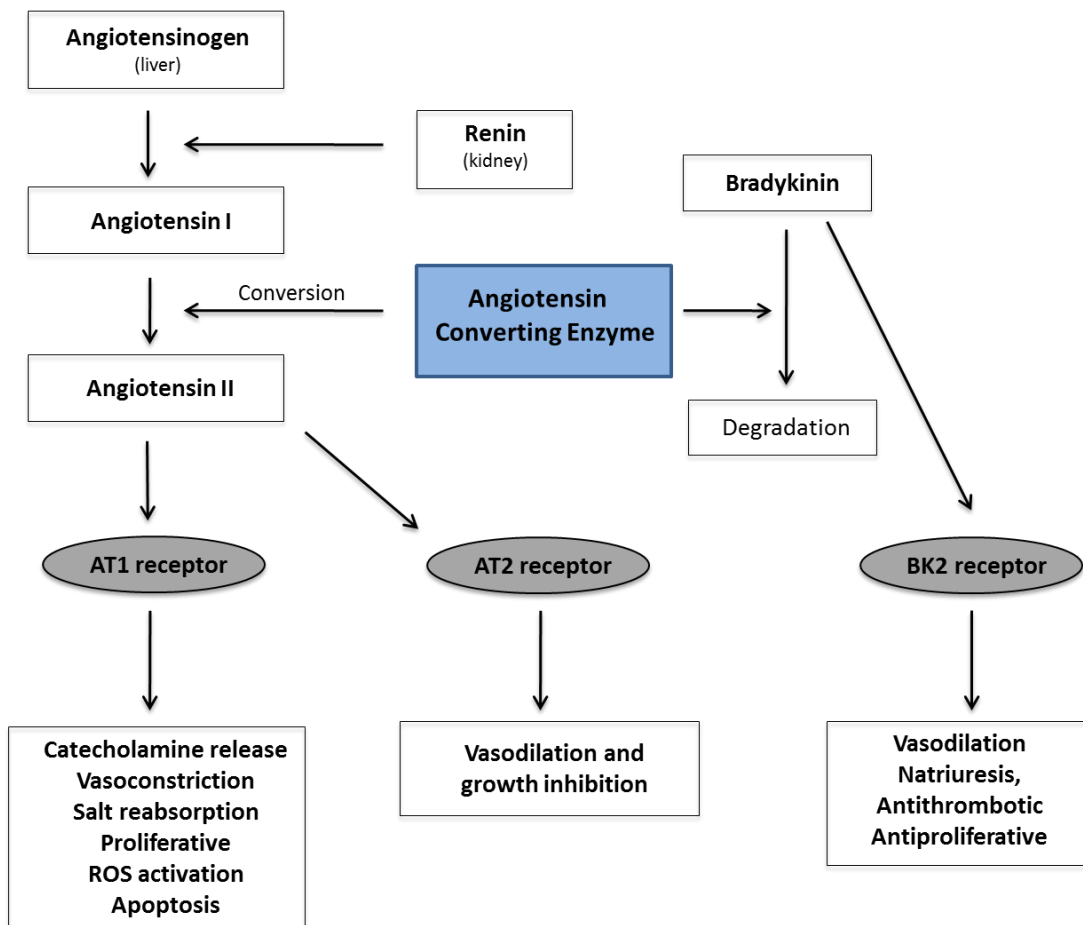 Angiotensinogen
(liver)
Renin
(kidney)
Bradykinin
Angiotensin I
Conversion
Angiotensin
Converting Enzyme
Angiotensin II
Degradation
AT1 receptor
AT2 receptor
BK2 receptor
Catecholamine release
Vasoconstriction
Salt reabsorption
Proliferative
ROS activation
Apoptosis
Vasodilation and
growth inhibition
Vasodilation
Natriuresis,
Antithrombotic
Antiproliferative